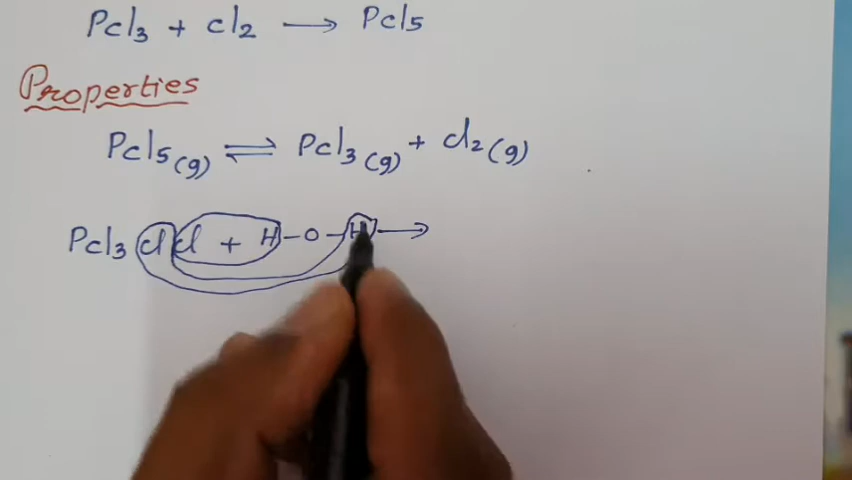 PCl₃ + Cl₂ → PCl₅
Properties
PCl₅(g) ⇌ PCl₃(g) + Cl₂(g)
PCl₃ Cl Cl + H – O – H →